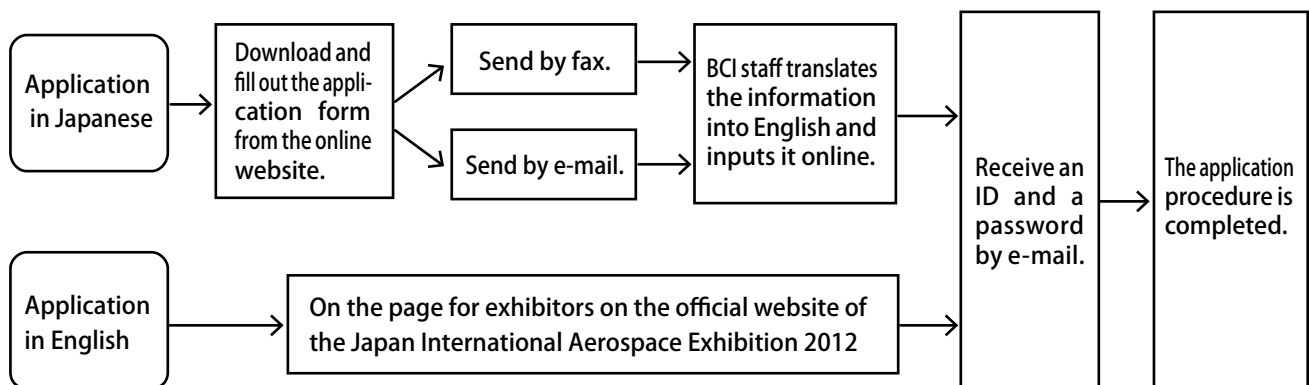 Application
in Japanese
Download and
fill out the appli-
cation form
from the online
website.
Send by fax.
Send by e-mail.
BCI staff translates
the information
into English and
inputs it online.
Receive an
ID and a
password
by e-mail.
The application
procedure is
completed.
Application
in English
On the page for exhibitors on the official website of
the Japan International Aerospace Exhibition 2012